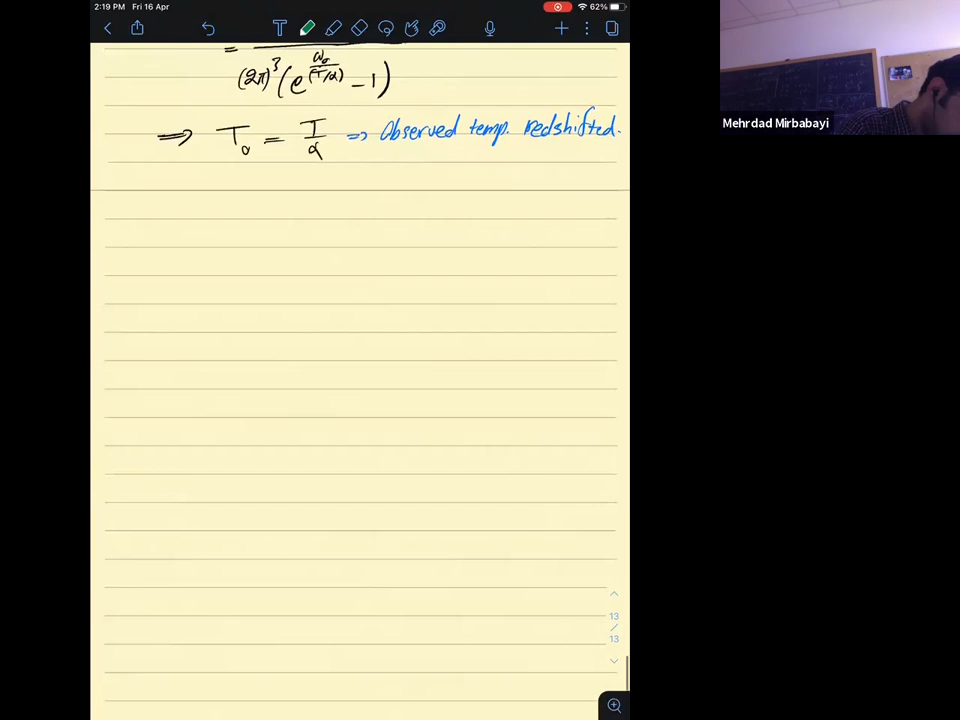 2:19 PM Fri 16 Apr
62%
T
=
(2π)³ (e^{ω₀/(T/α)} − 1)
⇒ T₀ = T/α ⇒ Observed temp. redshifted.
13
/
13
Mehrdad Mirbabayi